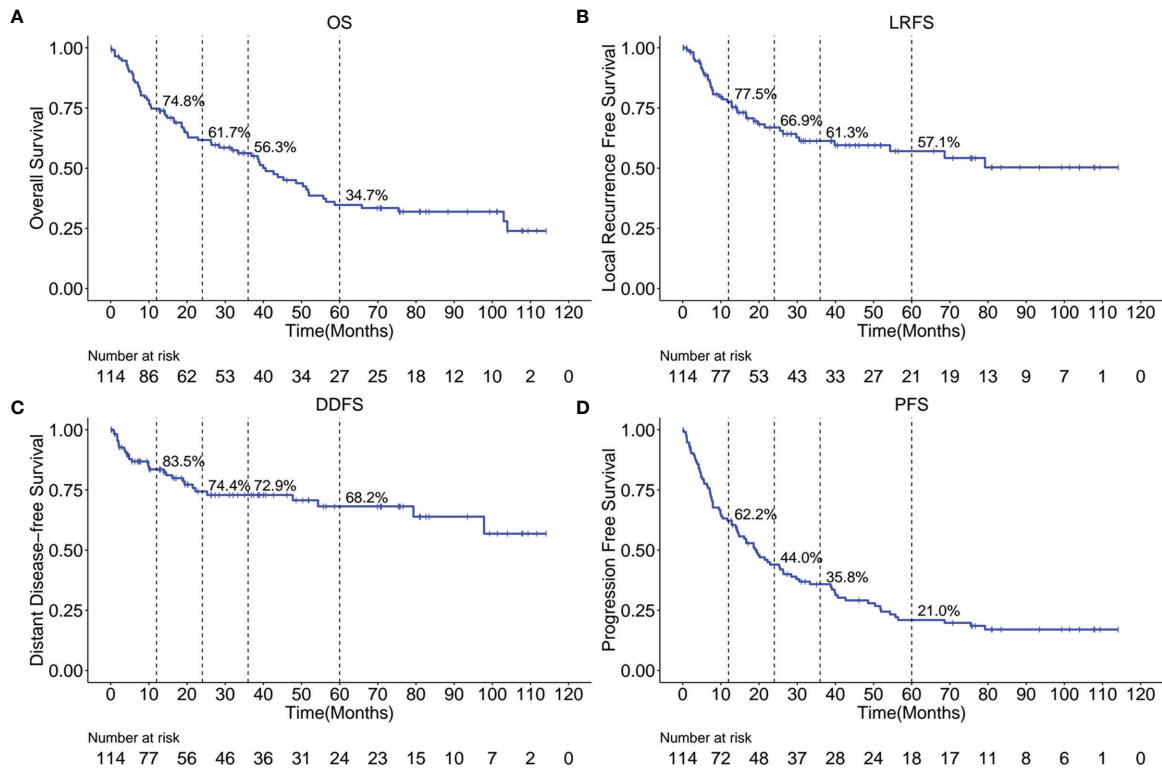 A
OS
Overall Survival
1.00
0.75
0.50
0.25
0.00
74.8%
61.7%
56.3%
34.7%
0 10 20 30 40 50 60 70 80 90 100 110 120
Time(Months)
Number at risk
114 86 62 53 40 34 27 25 18 12 10 2 0
B
LRFS
Local Recurrence Free Survival
1.00
0.75
0.50
0.25
0.00
77.5%
66.9%
61.3%
57.1%
0 10 20 30 40 50 60 70 80 90 100 110 120
Time(Months)
Number at risk
114 77 53 43 33 27 21 19 13 9 7 1 0
C
DDFS
Distant Disease-free Survival
1.00
0.75
0.50
0.25
0.00
83.5%
74.4% 72.9%
68.2%
0 10 20 30 40 50 60 70 80 90 100 110 120
Time(Months)
Number at risk
114 77 56 46 36 31 24 23 15 10 7 2 0
D
PFS
Progression Free Survival
1.00
0.75
0.50
0.25
0.00
62.2%
44.0%
35.8%
21.0%
0 10 20 30 40 50 60 70 80 90 100 110 120
Time(Months)
Number at risk
114 72 48 37 28 24 18 17 11 8 6 1 0